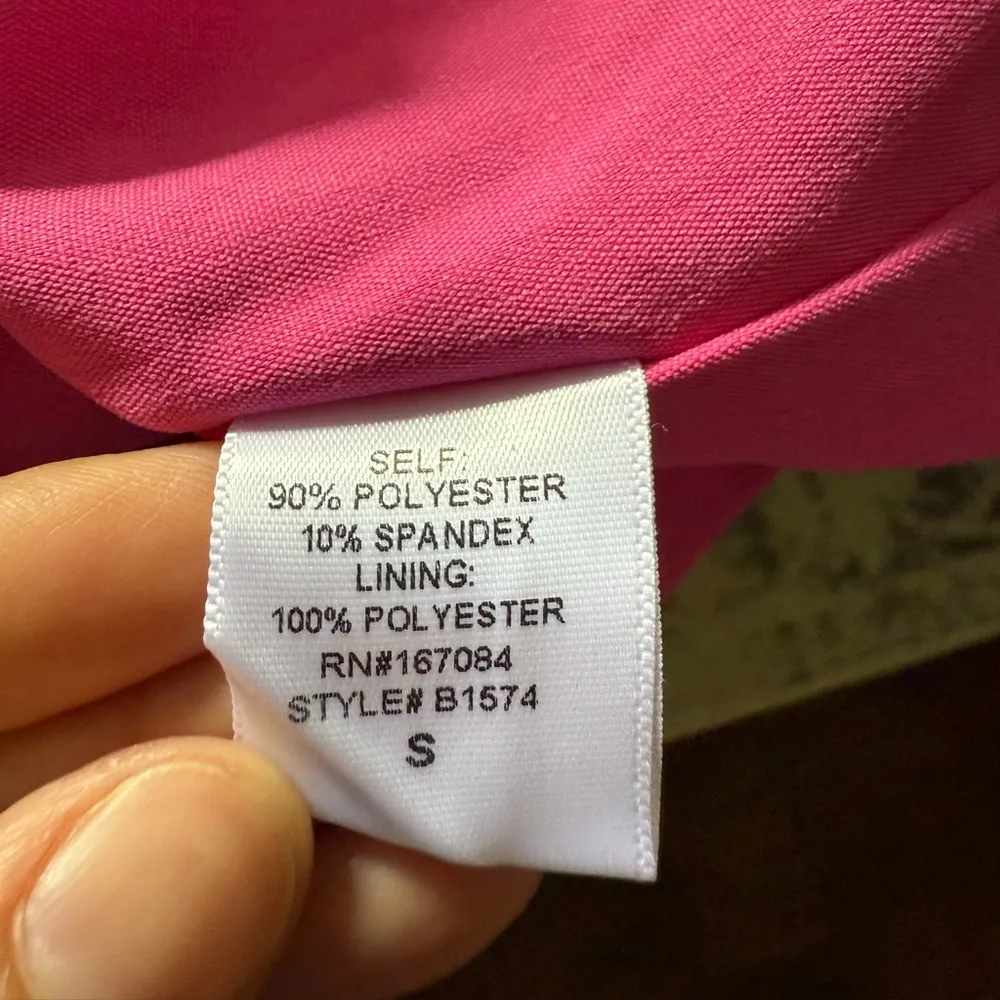 SELF:
90% POLYESTER
10% SPANDEX
LINING:
100% POLYESTER
RN#167084
STYLE# B1574
S